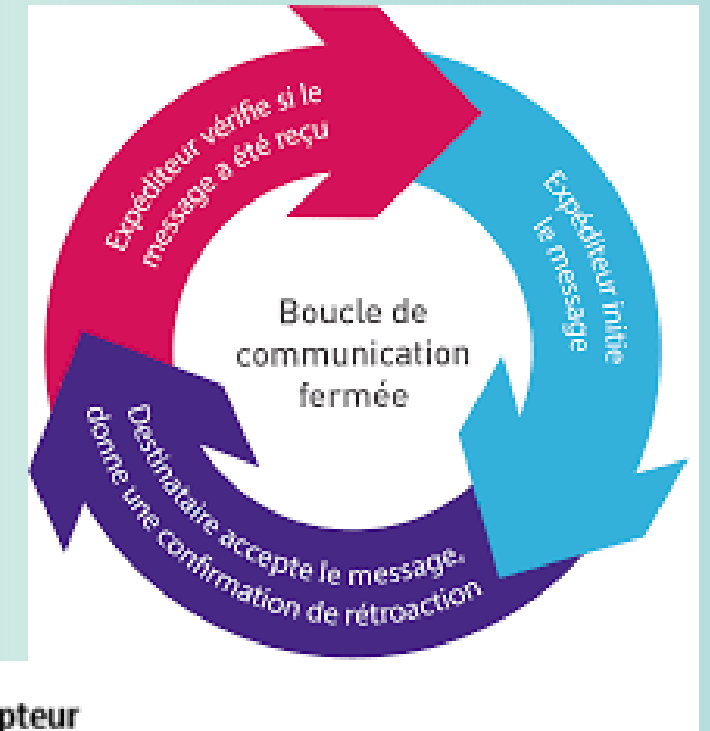 Expéditeur vérifie si le
message a été reçu
Expéditeur initie
le message
Boucle de
communication
fermée
Destinataire accepte le message,
donne une confirmation de rétroaction
pteur